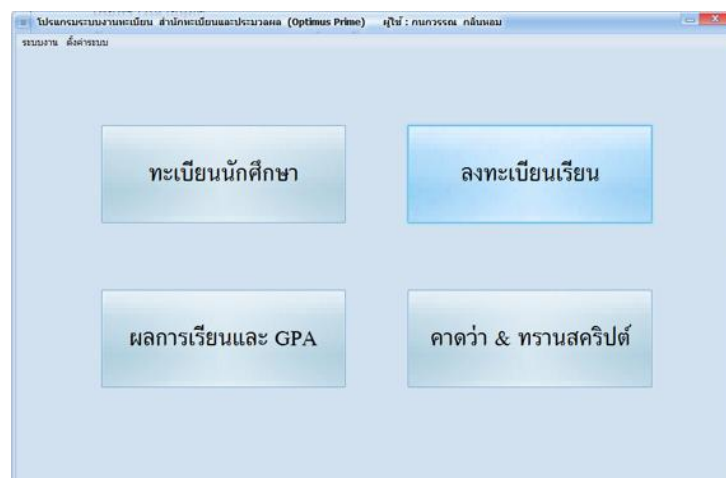 โปรแกรมระบบงานทะเบียน สำนักทะเบียนและประมวลผล (Optimus Prime) ผู้ใช้ : กนกวรรณ กลิ่นหอม
ระบบงาน ตั้งค่าระบบ
ทะเบียนนักศึกษา ลงทะเบียนเรียน
ผลการเรียนและ GPA คาดว่า & ทรานสคริปต์